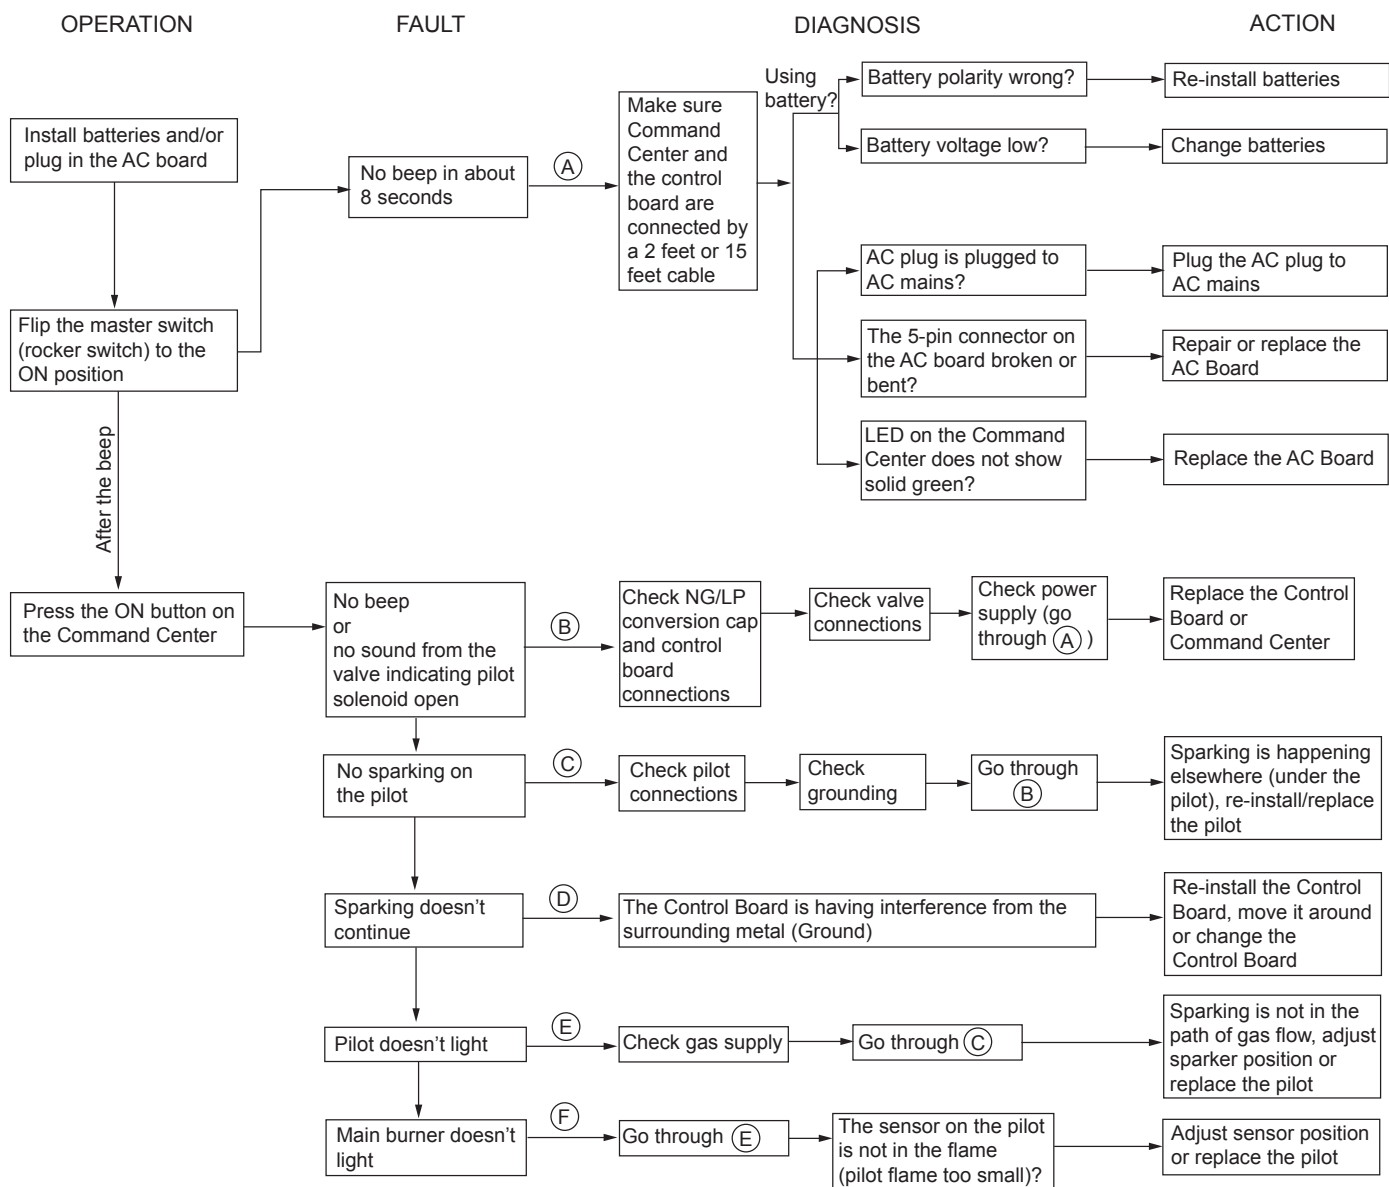 OPERATION
FAULT
DIAGNOSIS
ACTION
Install batteries and/or
plug in the AC board
Flip the master switch
(rocker switch) to the
ON position
After the beep
Press the ON button on
the Command Center
No beep in about
8 seconds
A
Make sure
Command
Center and
the control
board are
connected by
a 2 feet or 15
feet cable
Using
battery?
Battery polarity wrong?
Re-install batteries
Battery voltage low?
Change batteries
AC plug is plugged to
AC mains?
Plug the AC plug to
AC mains
The 5-pin connector on
the AC board broken or
bent?
Repair or replace the
AC Board
LED on the Command
Center does not show
solid green?
Replace the AC Board
No beep
or
no sound from the
valve indicating pilot
solenoid open
B
Check NG/LP
conversion cap
and control
board
connections
Check valve
connections
Check power
supply (go
through A )
Replace the Control
Board or
Command Center
No sparking on
the pilot
C
Check pilot
connections
Check
grounding
Go through
B
Sparking is happening
elsewhere (under the
pilot), re-install/replace
the pilot
Sparking doesn't
continue
D
The Control Board is having interference from the
surrounding metal (Ground)
Re-install the Control
Board, move it around
or change the
Control Board
Pilot doesn't light
E
Check gas supply
Go through C
Sparking is not in the
path of gas flow, adjust
sparker position or
replace the pilot
Main burner doesn't
light
F
Go through E
The sensor on the pilot
is not in the flame
(pilot flame too small)?
Adjust sensor position
or replace the pilot